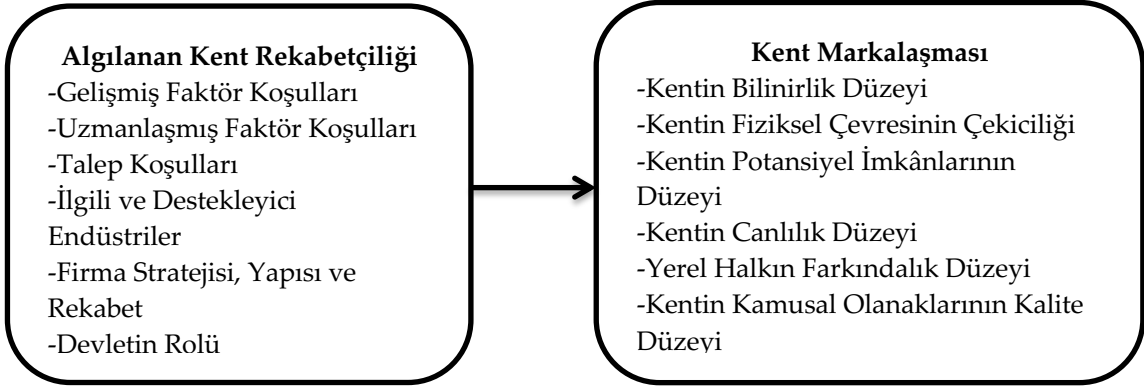 Algılanan Kent Rekabetçiliği
-Gelişmiş Faktör Koşulları
-Uzmanlaşmış Faktör Koşulları
-Talep Koşulları
-İlgili ve Destekleyici
Endüstriler
-Firma Stratejisi, Yapısı ve
Rekabet
-Devletin Rolü
Kent Markalaşması
-Kentin Bilinirlik Düzeyi
-Kentin Fiziksel Çevresinin Çekiciliği
-Kentin Potansiyel İmkânlarının
Düzeyi
-Kentin Canlılık Düzeyi
-Yerel Halkın Farkındalık Düzeyi
-Kentin Kamusal Olanaklarının Kalite
Düzeyi